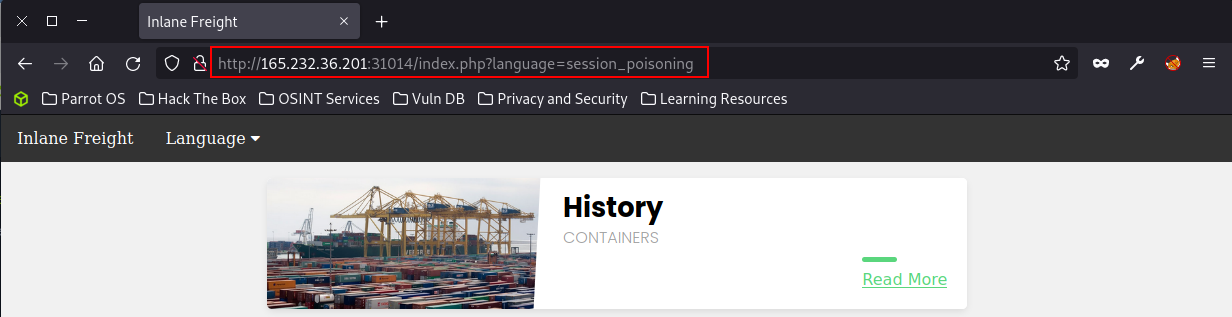 Inlane Freight
http://165.232.36.201:31014/index.php?language=session_poisoning
Parrot OS Hack The Box OSINT Services Vuln DB Privacy and Security Learning Resources
Inlane Freight Language
History
CONTAINERS
Read More